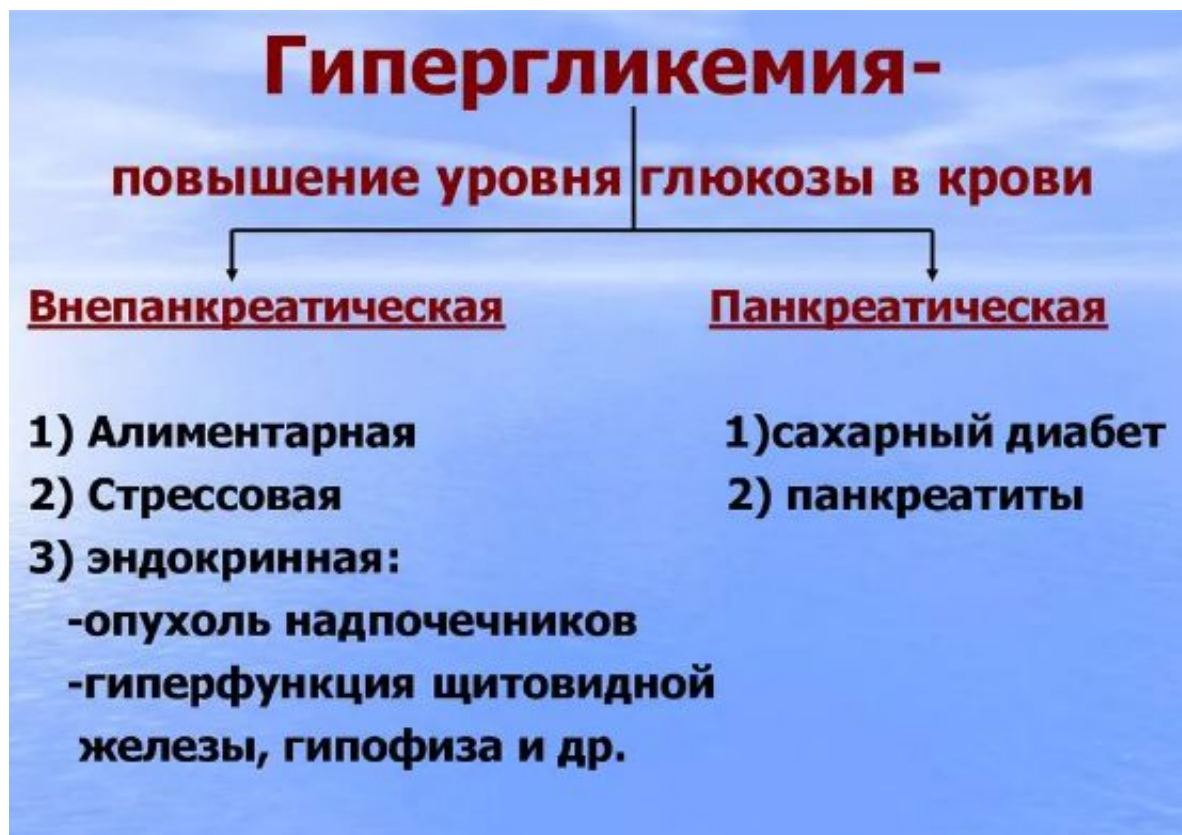 Гипергликемия-
повышение уровня глюкозы в крови
Внепанкреатическая
1) Алиментарная
2) Стрессовая
3) эндокринная:
-опухоль надпочечников
-гиперфункция щитовидной
железы, гипофиза и др.
Панкреатическая
1)сахарный диабет
2) панкреатиты